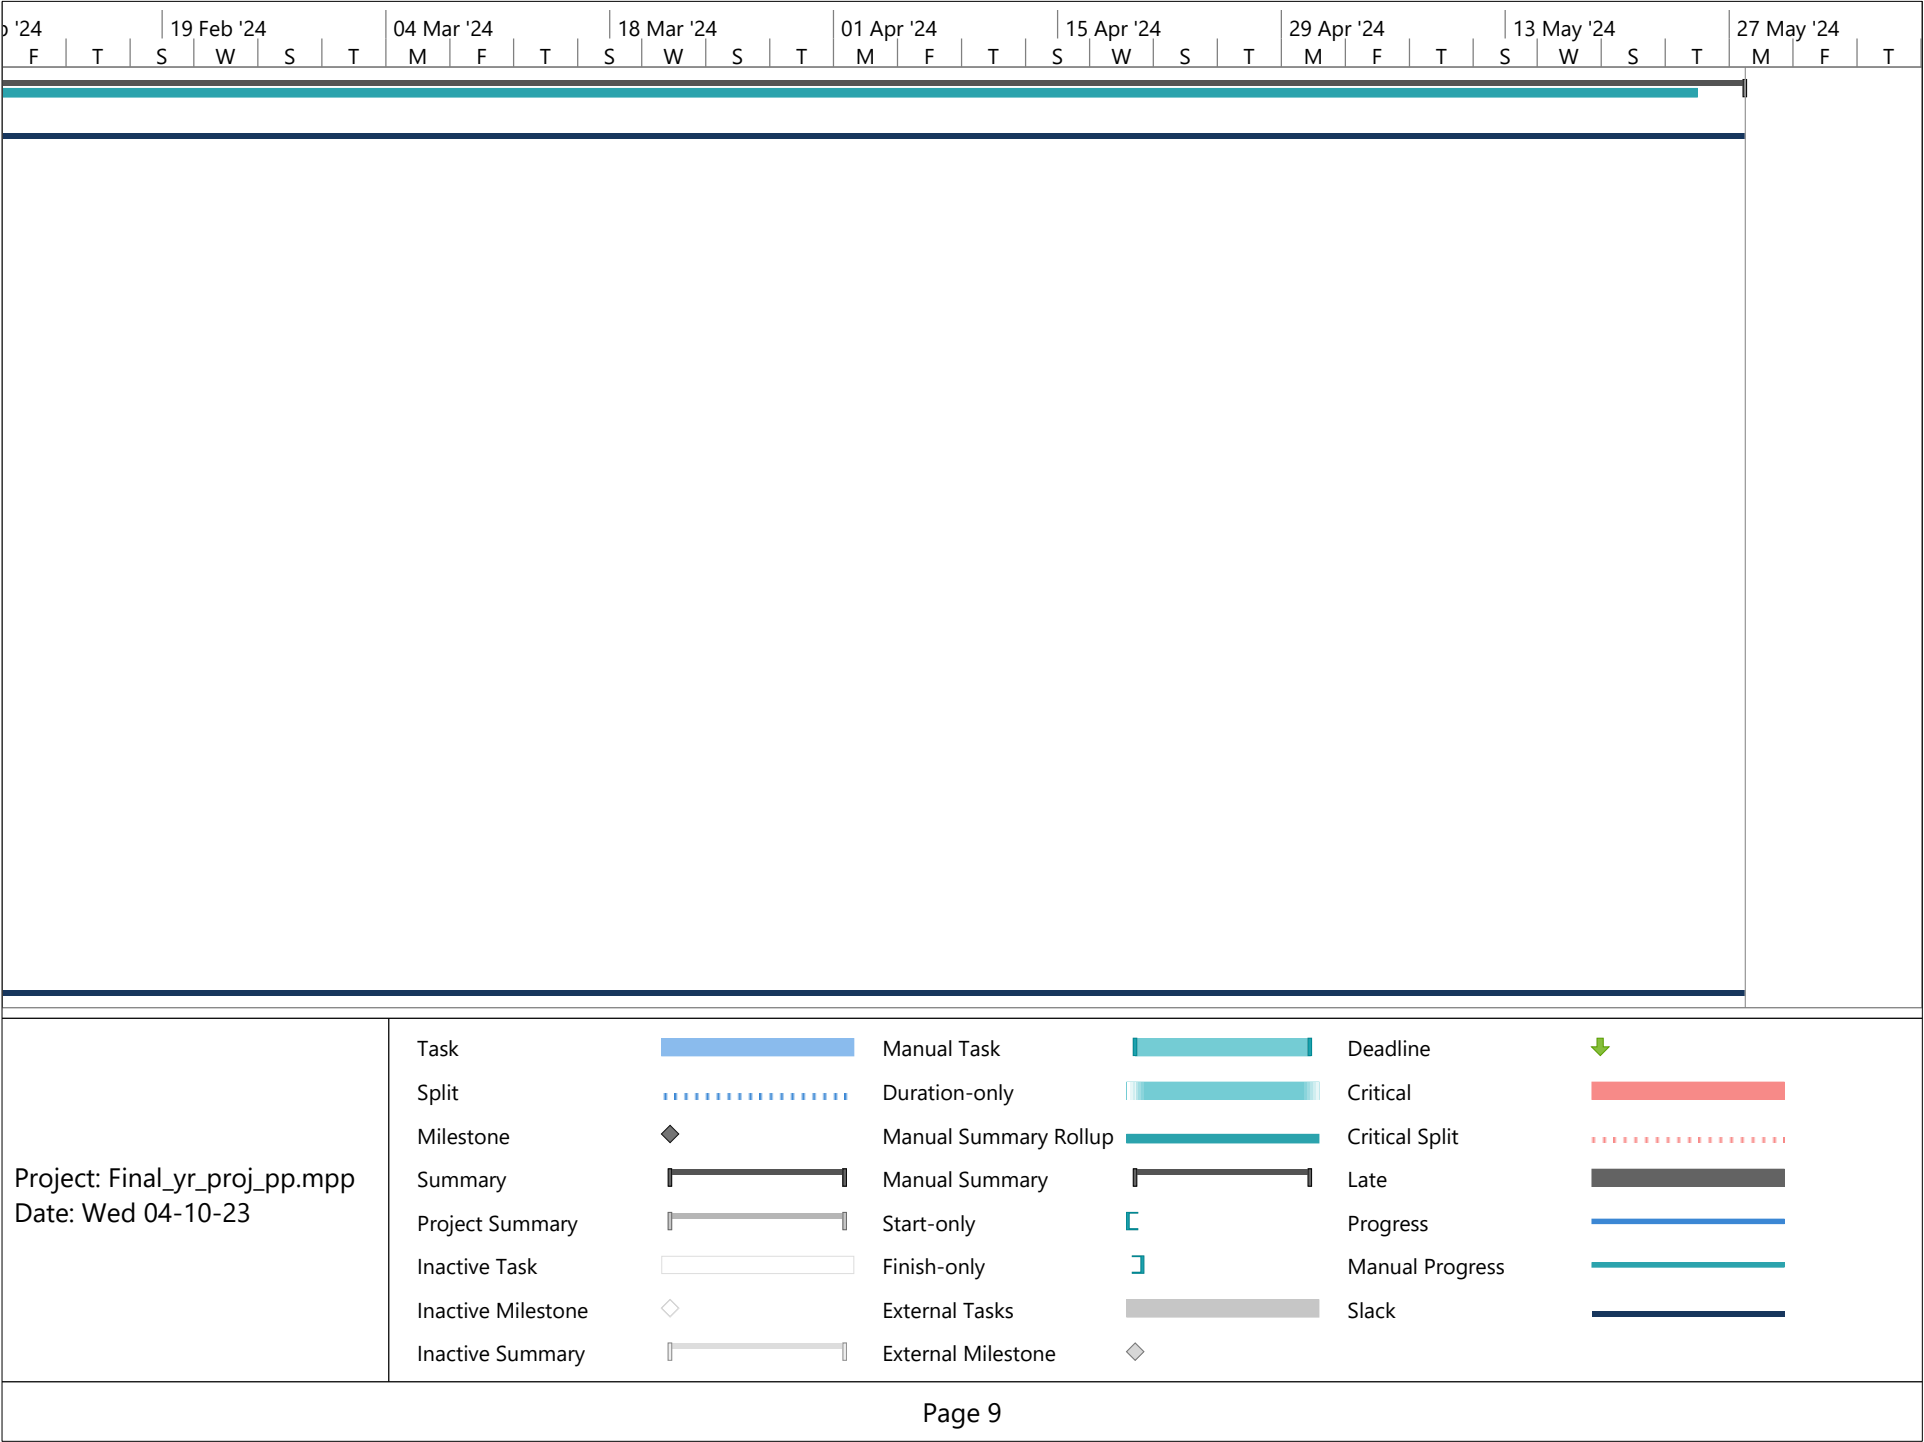 '24 19 Feb '24 04 Mar '24 18 Mar '24 01 Apr '24 15 Apr '24 29 Apr '24 13 May '24 27 May '24
F T S W S T M F T S W S T M F T S W S T M F T S W S T M F T
Task Manual Task Deadline
Split Duration-only Critical
Milestone Manual Summary Rollup Critical Split
Project: Final_yr_proj_pp.mpp Summary Manual Summary Late
Date: Wed 04-10-23 Project Summary Start-only Progress
Inactive Task Finish-only Manual Progress
Inactive Milestone External Tasks Slack
Inactive Summary External Milestone
Page 9